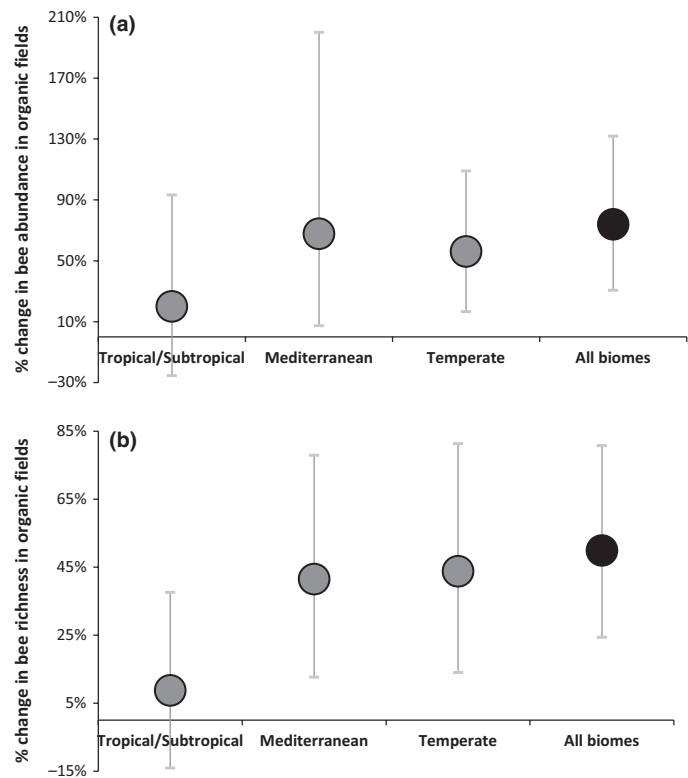 (a)
% change in bee abundance in organic fields
210%
170%
130%
90%
50%
10%
–30%
Tropical/Subtropical Mediterranean Temperate All biomes
(b)
% change in bee richness in organic fields
85%
65%
45%
25%
5%
–15%
Tropical/Subtropical Mediterranean Temperate All biomes